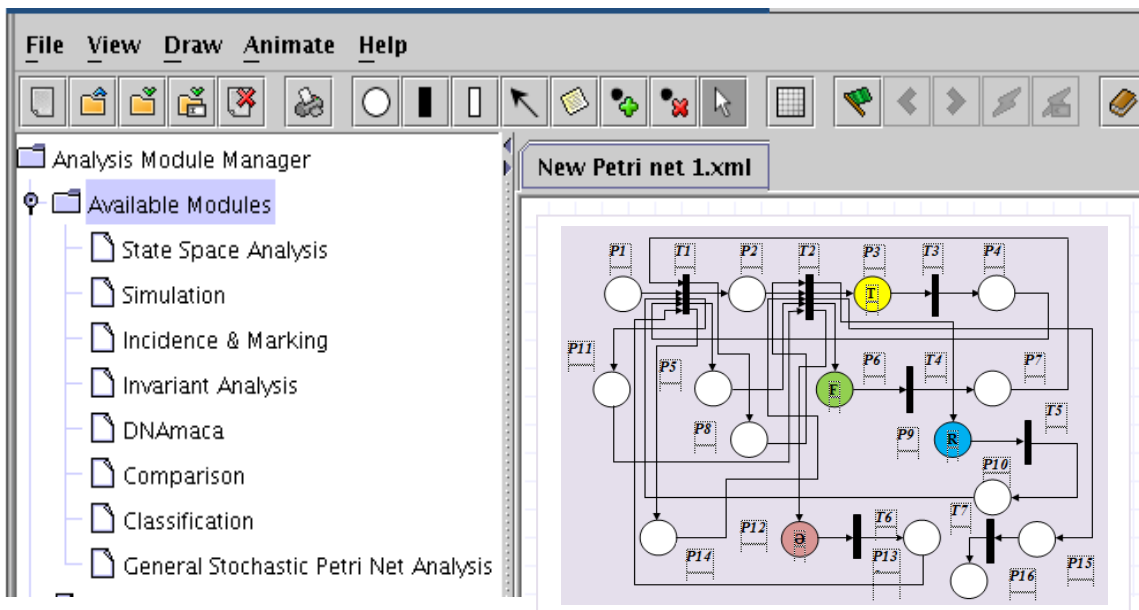 File View Draw Animate Help
Analysis Module Manager
Available Modules
State Space Analysis
Simulation
Incidence & Marking
Invariant Analysis
DNAmaca
Comparison
Classification
General Stochastic Petri Net Analysis
New Petri net 1.xml
P1 T1 P2 T2 P3 T3 P4
T
P11 P5 P6 T4 P7
F
P8 P9 T5
R
P10
P12 T6 T7
ə
P14 P13 P16 P15